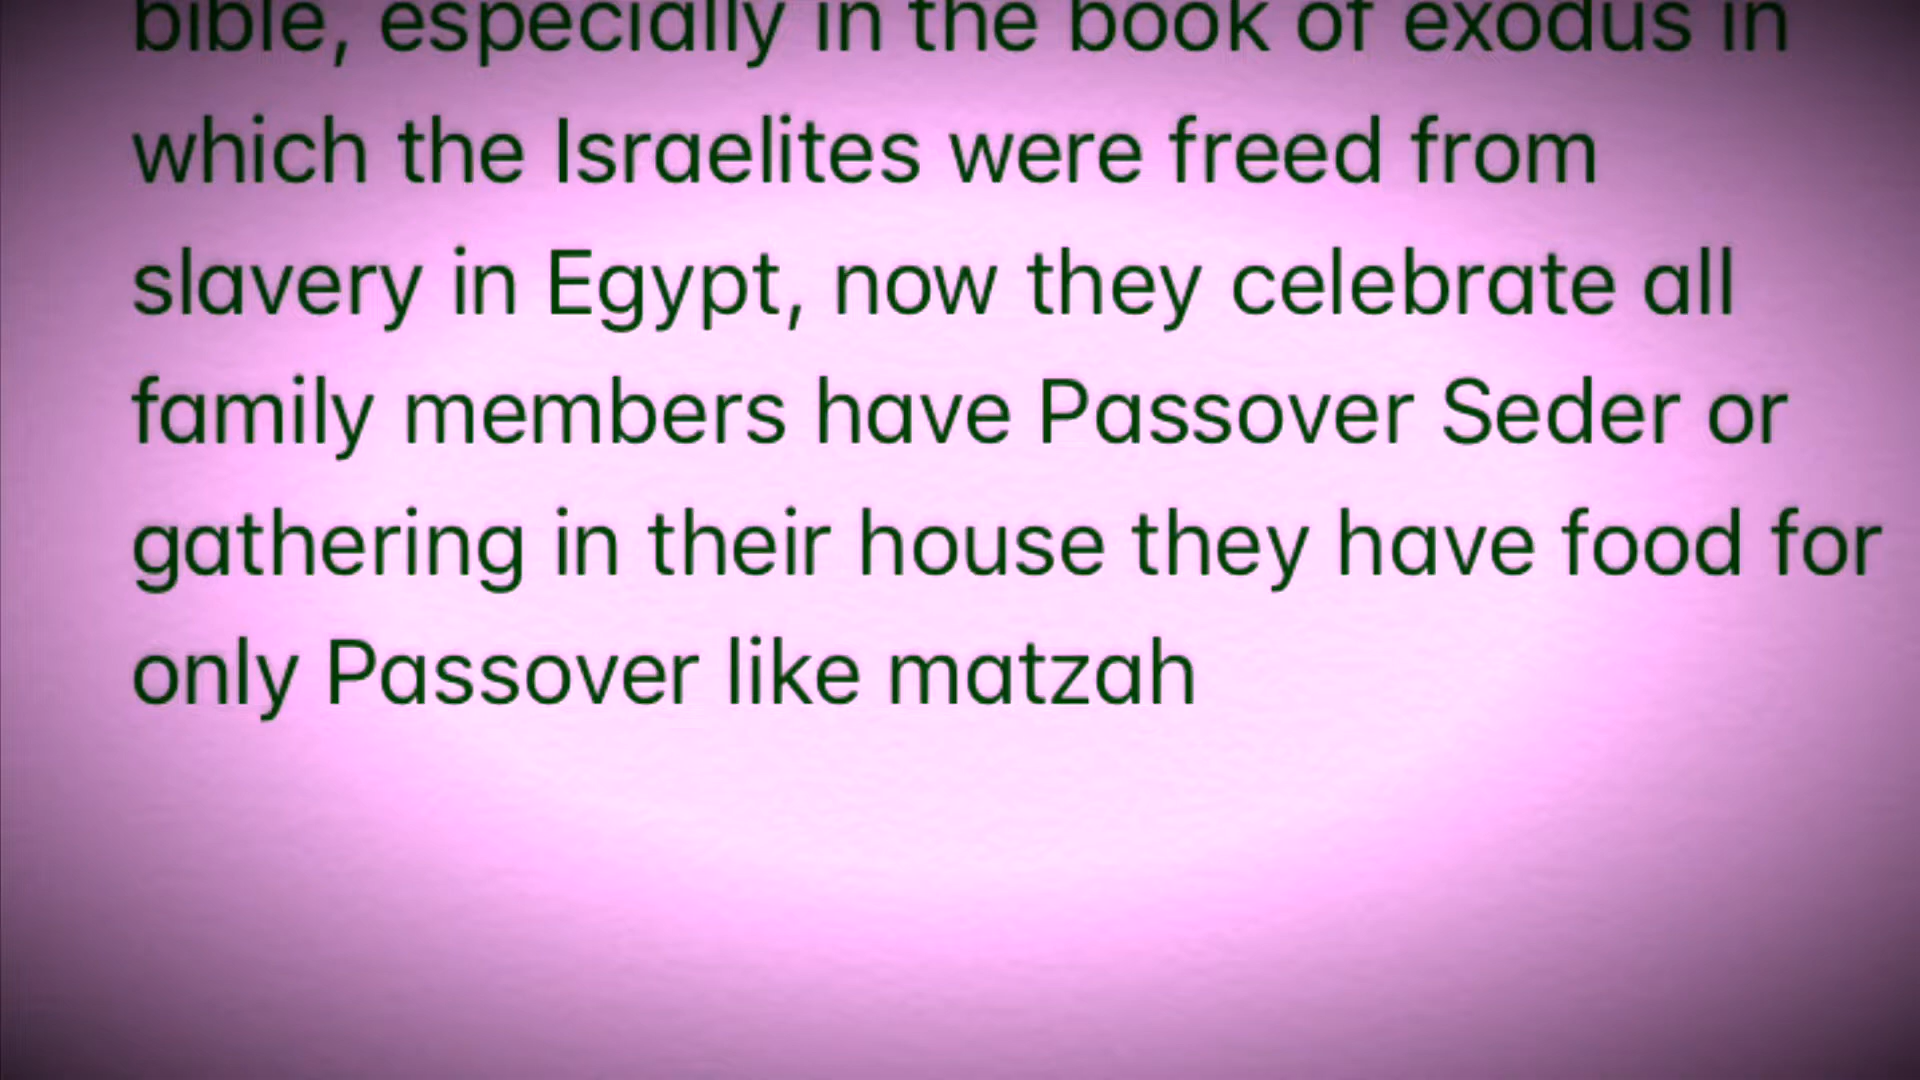 bible, especially in the book of exodus in
which the Israelites were freed from
slavery in Egypt, now they celebrate all
family members have Passover Seder or
gathering in their house they have food for
only Passover like matzah